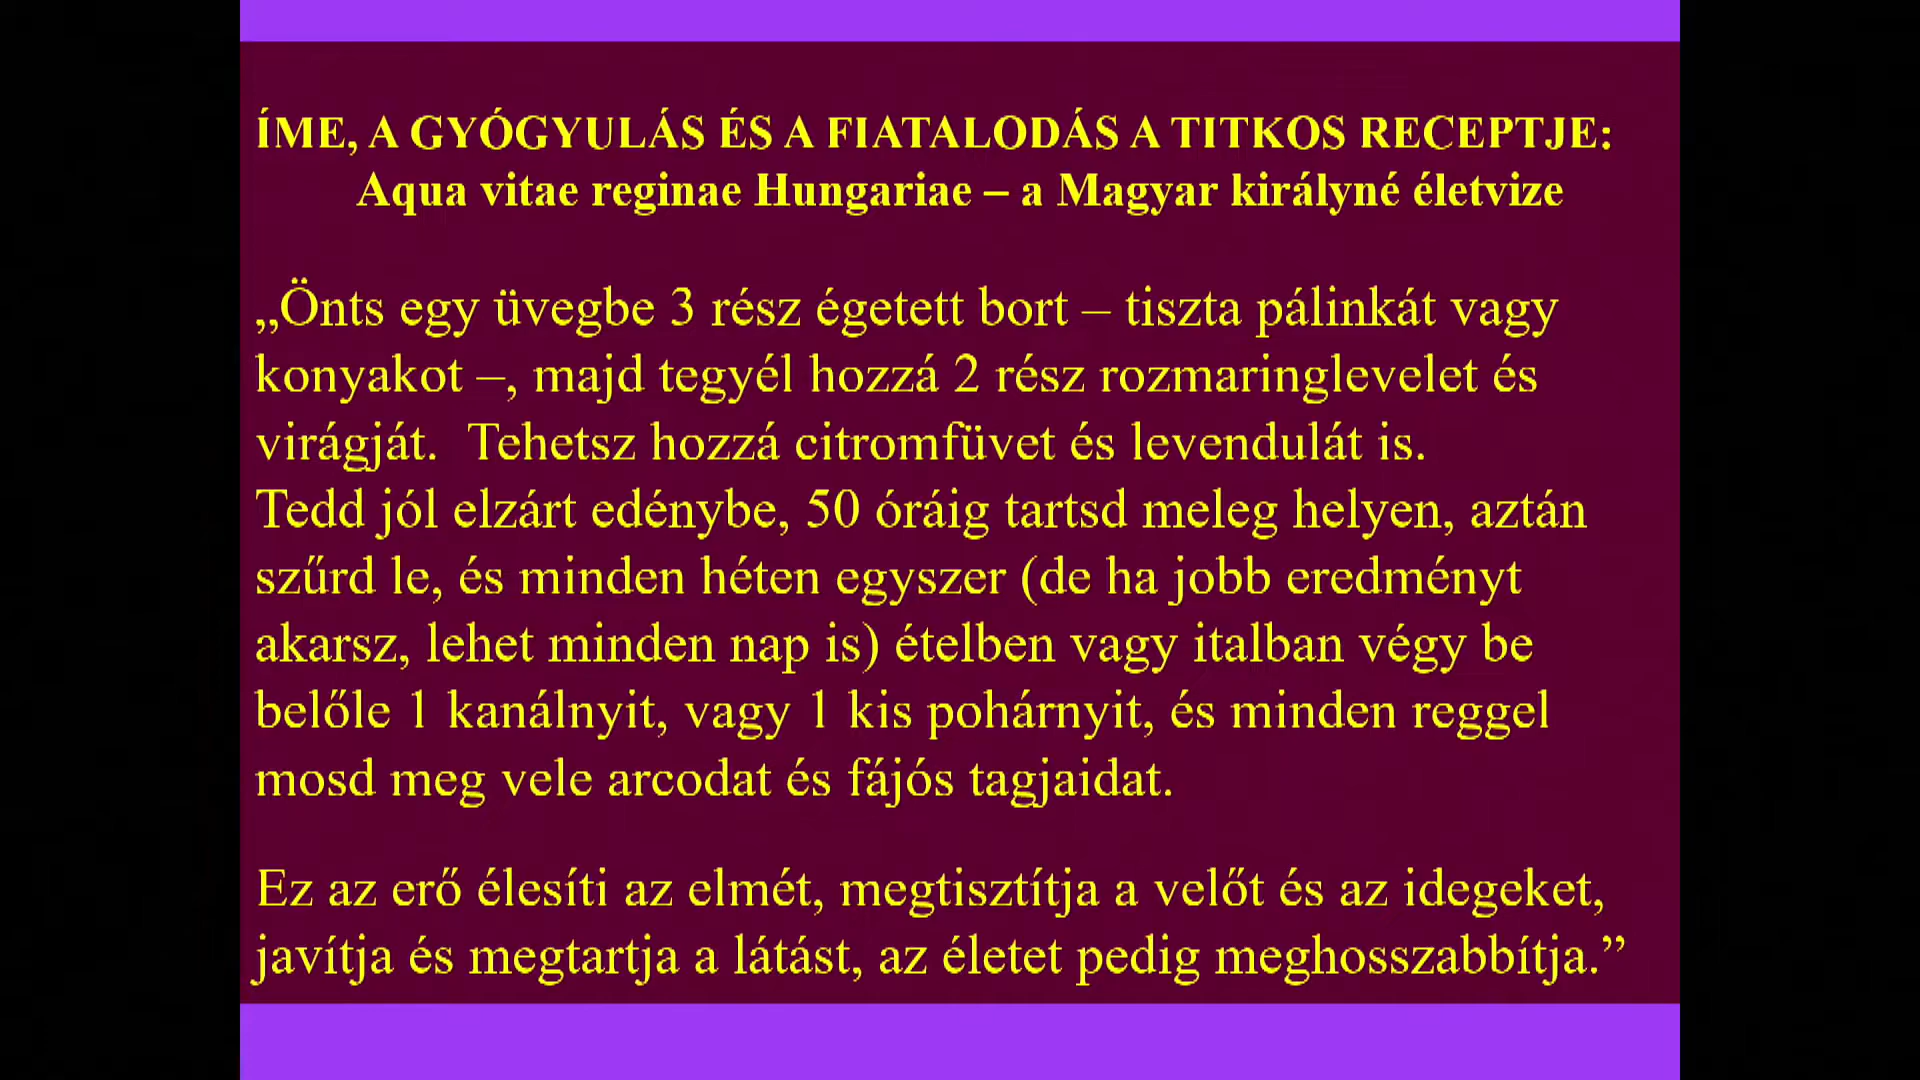 ÍME, A GYÓGYULÁS ÉS A FIATALODÁS A TITKOS RECEPTJE:
Aqua vitae reginae Hungariae – a Magyar királyné életvize
„Önts egy üvegbe 3 rész égetett bort – tiszta pálinkát vagy
konyakot –, majd tegyél hozzá 2 rész rozmaringlevelet és
virágját. Tehetsz hozzá citromfüvet és levendulát is.
Tedd jól elzárt edénybe, 50 óráig tartsd meleg helyen, aztán
szűrd le, és minden héten egyszer (de ha jobb eredményt
akarsz, lehet minden nap is) ételben vagy italban végy be
belőle 1 kanálnyit, vagy 1 kis pohárnyit, és minden reggel
mosd meg vele arcodat és fájós tagjaidat.
Ez az erő élesíti az elmét, megtisztítja a velőt és az idegeket,
javítja és megtartja a látást, az életet pedig meghosszabbítja.”